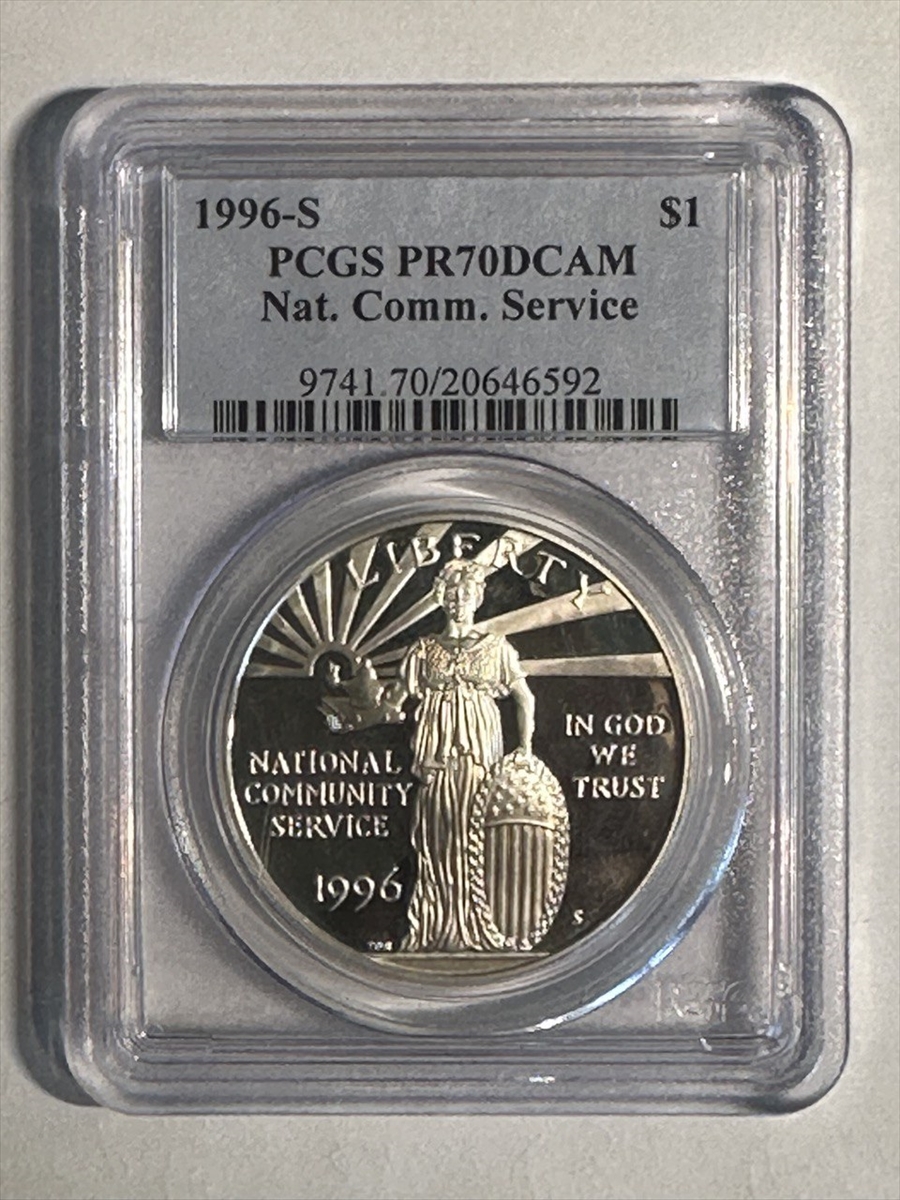 1996-S $1
PCGS PR70DCAM
Nat. Comm. Service
9741.70/20646592
LIBERTY
NATIONAL
COMMUNITY
SERVICE
1996
IN GOD
WE
TRUST
S